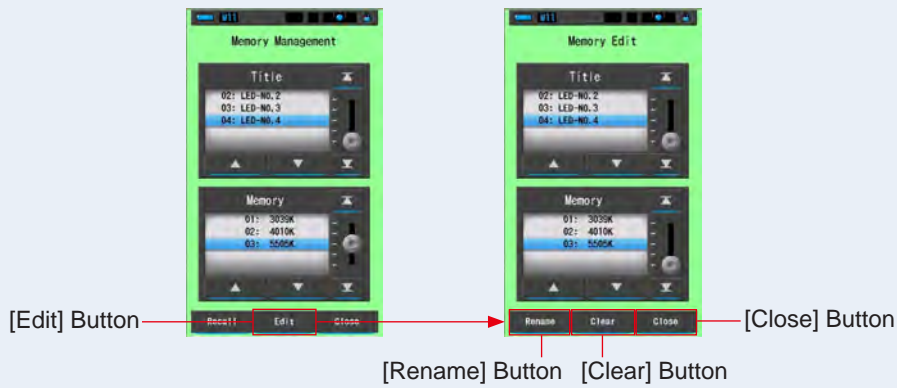 W11
Memory Management
Title
02: LED-NO.2
03: LED-NO.3
04: LED-NO.4
Memory
01: 3039K
02: 4010K
03: 5505K
Recall Edit Close
[Edit] Button
W11
Memory Edit
Title
02: LED-NO.2
03: LED-NO.3
04: LED-NO.4
Memory
01: 3039K
02: 4010K
03: 5505K
Rename Clear Close
[Close] Button
[Rename] Button [Clear] Button